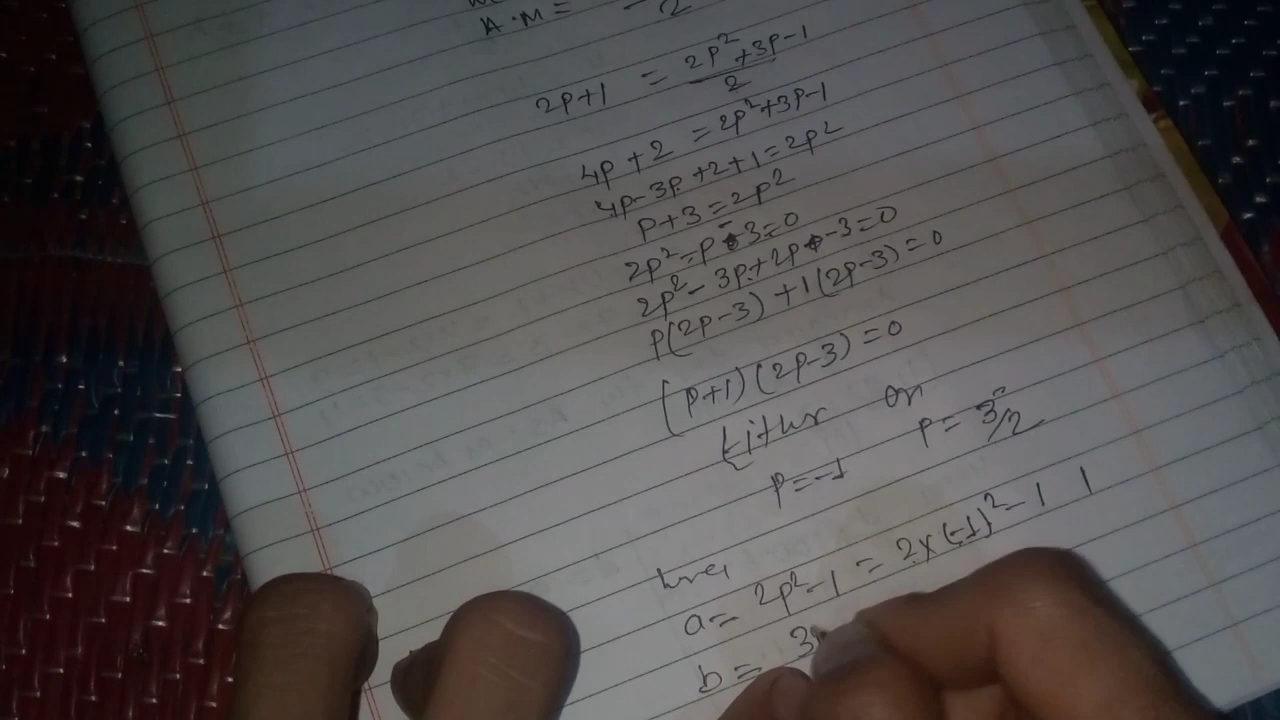 A.M =
2
2p+1 = 2p²+3p-1/2
4p+2 = 2p²+3p-1
4p-3p+2+1=2p²
p+3=2p²
2p²-p-3=0
2p²-3p+2p-3=0
p(2p-3)+1(2p-3)=0
(p+1)(2p-3)=0
Either or
p=-1 p=3/2
a= 2p²-1 = 2x(-1)²-1 1
b= 3